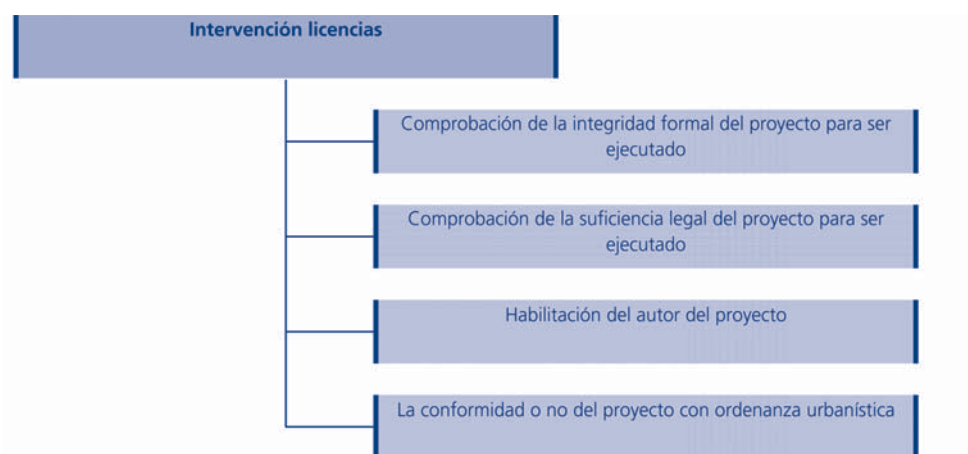 Intervención licencias
Comprobación de la integridad formal del proyecto para ser
ejecutado
Comprobación de la suficiencia legal del proyecto para ser
ejecutado
Habilitación del autor del proyecto
La conformidad o no del proyecto con ordenanza urbanística